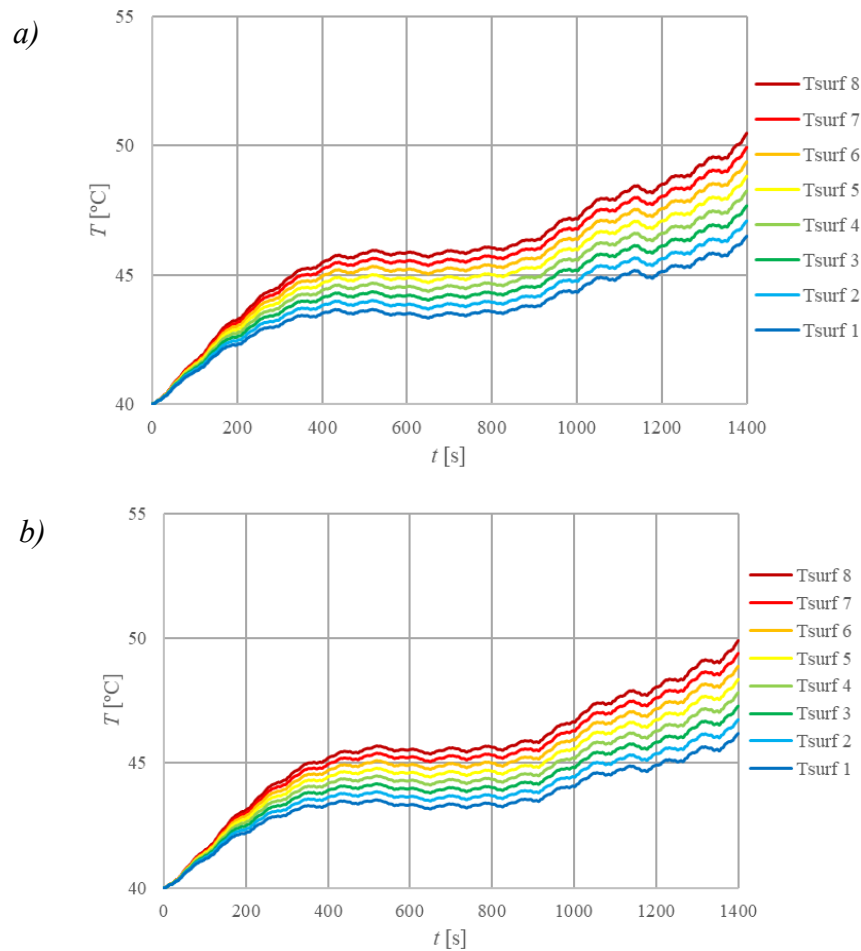 a)
55
50
45
40
T [ºC]
0 200 400 600 800 1000 1200 1400
t [s]
Tsurf 8
Tsurf 7
Tsurf 6
Tsurf 5
Tsurf 4
Tsurf 3
Tsurf 2
Tsurf 1
b)
55
50
45
40
T [ºC]
0 200 400 600 800 1000 1200 1400
t [s]
Tsurf 8
Tsurf 7
Tsurf 6
Tsurf 5
Tsurf 4
Tsurf 3
Tsurf 2
Tsurf 1